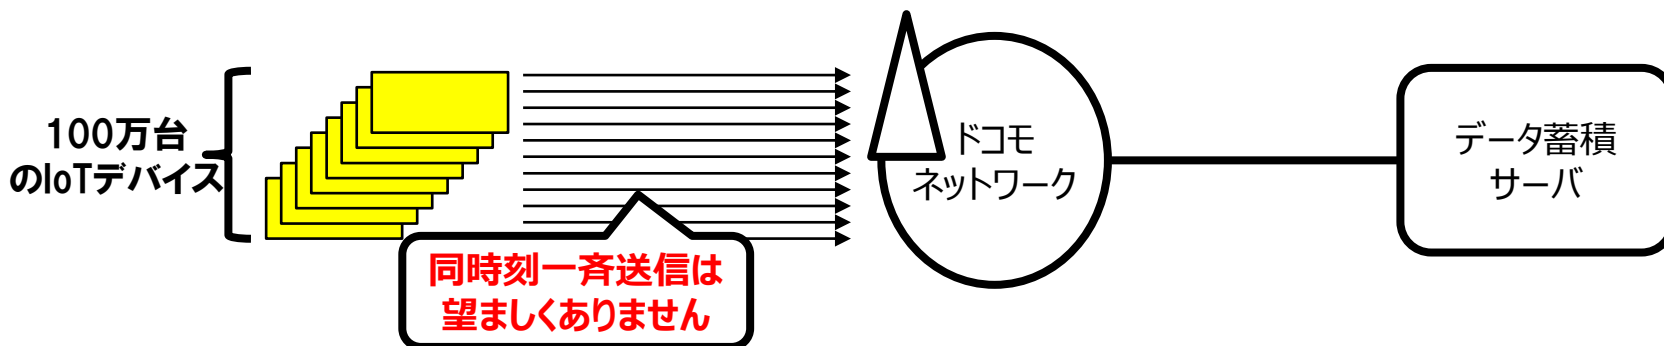 100万台
のIoTデバイス
同時刻一斉送信は
望ましくありません
ドコモ
ネットワーク
データ蓄積
サーバ